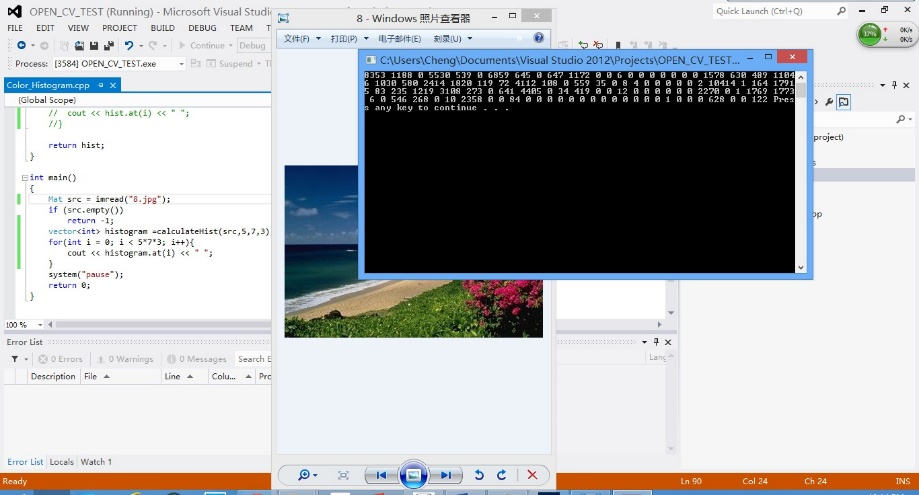 OPEN_CV_TEST (Running) - Microsoft Visual Studi
Quick Launch (Ctrl+Q)
FILE EDIT VIEW PROJECT BUILD DEBUG TEAM
Continue Debug
Process: [3584] OPEN_CV_TEST.exe Suspend
37% 0K/s
0K/s
Color_Histogram.cpp
(Global Scope)
// cout << hist.at(i) << " ";
//}
return hist;
}
int main()
{
Mat src = imread("8.jpg");
if (src.empty())
return -1;
vector<int> histogram =calculateHist(src,5,7,3)
for(int i = 0; i < 5*7*3; i++){
cout << histogram.at(i) << " ";
}
system("pause");
return 0;
}
100 %
8 - Windows 照片查看器
文件(F) 打印(P) 电子邮件(E) 刻录(U)
C:\Users\Cheng\Documents\Visual Studio 2012\Projects\OPEN_CV_TEST...
8353 1188 0 5530 539 0 6859 645 0 647 1172 0 0 6 0 0 0 0 0 0 0 1578 630 489 1104
6 1030 580 2414 1820 119 72 4112 108 0 559 35 0 8 4 0 0 0 0 0 2 10414 1 164 1791
5 83 235 1219 3108 273 0 641 4405 0 34 419 0 0 12 0 0 0 0 0 0 2270 0 1 1769 1773
6 0 546 268 0 10 2358 0 0 84 0 0 0 0 0 0 0 0 0 0 0 0 1 0 0 0 628 0 0 122 Pres
s any key to continue . . .
project)
pp
Error List
0 Errors 0 Warnings 0 Messages Search E
Description File Line Colu... Pro
Lang
Error List Locals Watch 1
Ready Ln 90 Col 24 Ch 24 INS